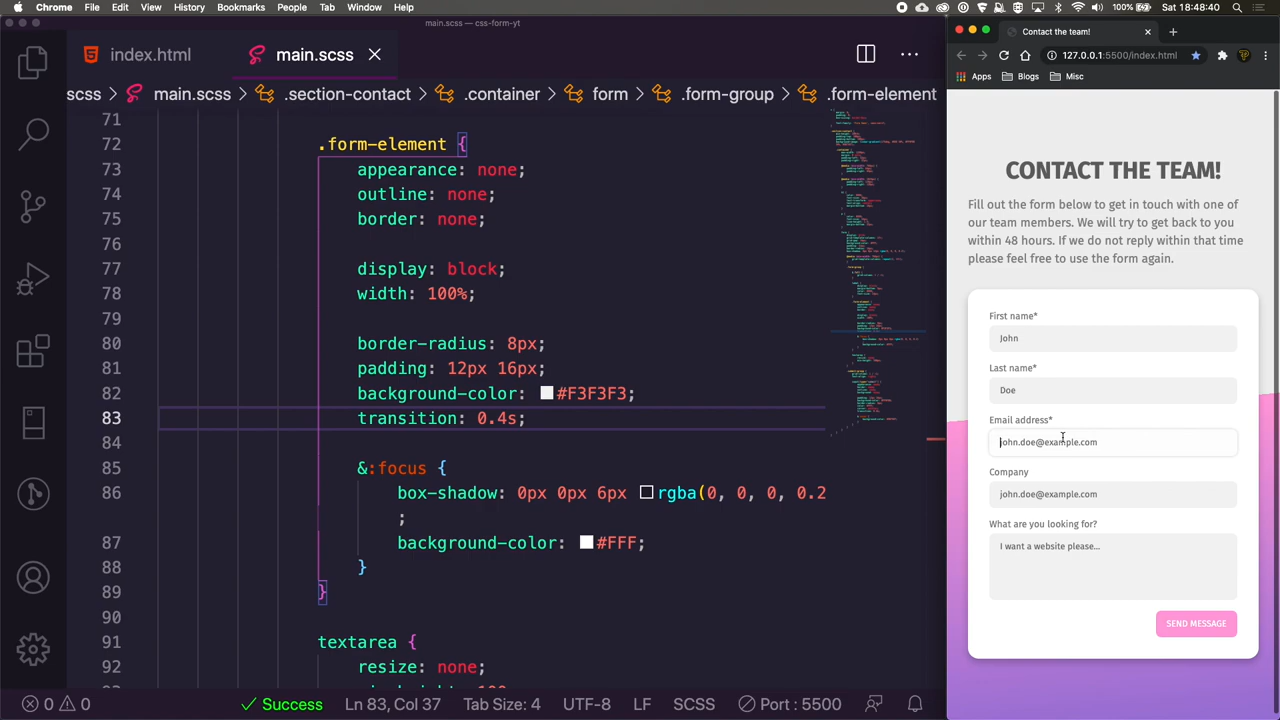 Chrome File Edit View History Bookmarks People Tab Window Help
100% Sat 18:48:40
main.scss — css-form-yt
index.html
main.scss
scss main.scss .section-contact .container form .form-group .form-element
71
72 .form-element {
73 appearance: none;
74 outline: none;
75 border: none;
76
77 display: block;
78 width: 100%;
79
80 border-radius: 8px;
81 padding: 12px 16px;
82 background-color: #F3F3F3;
83 transition: 0.4s;
84
85 &:focus {
86 box-shadow: 0px 0px 6px rgba(0, 0, 0, 0.2
;
87 background-color: #FFF;
88 }
89 }
90
91 textarea {
92 resize: none;
0 0 Success Ln 83, Col 37 Tab Size: 4 UTF-8 LF SCSS Port : 5500
Contact the team!
127.0.0.1:5500/index.html
Apps Blogs Misc
CONTACT THE TEAM!
Fill out the form below to get in touch with one of
our team members. We will try to get back to you
within 48 hours. If we do not reply within that time
please feel free to use the form again.
First name*
John
Last name*
Doe
Email address*
john.doe@example.com
Company
john.doe@example.com
What are you looking for?
I want a website please...
SEND MESSAGE